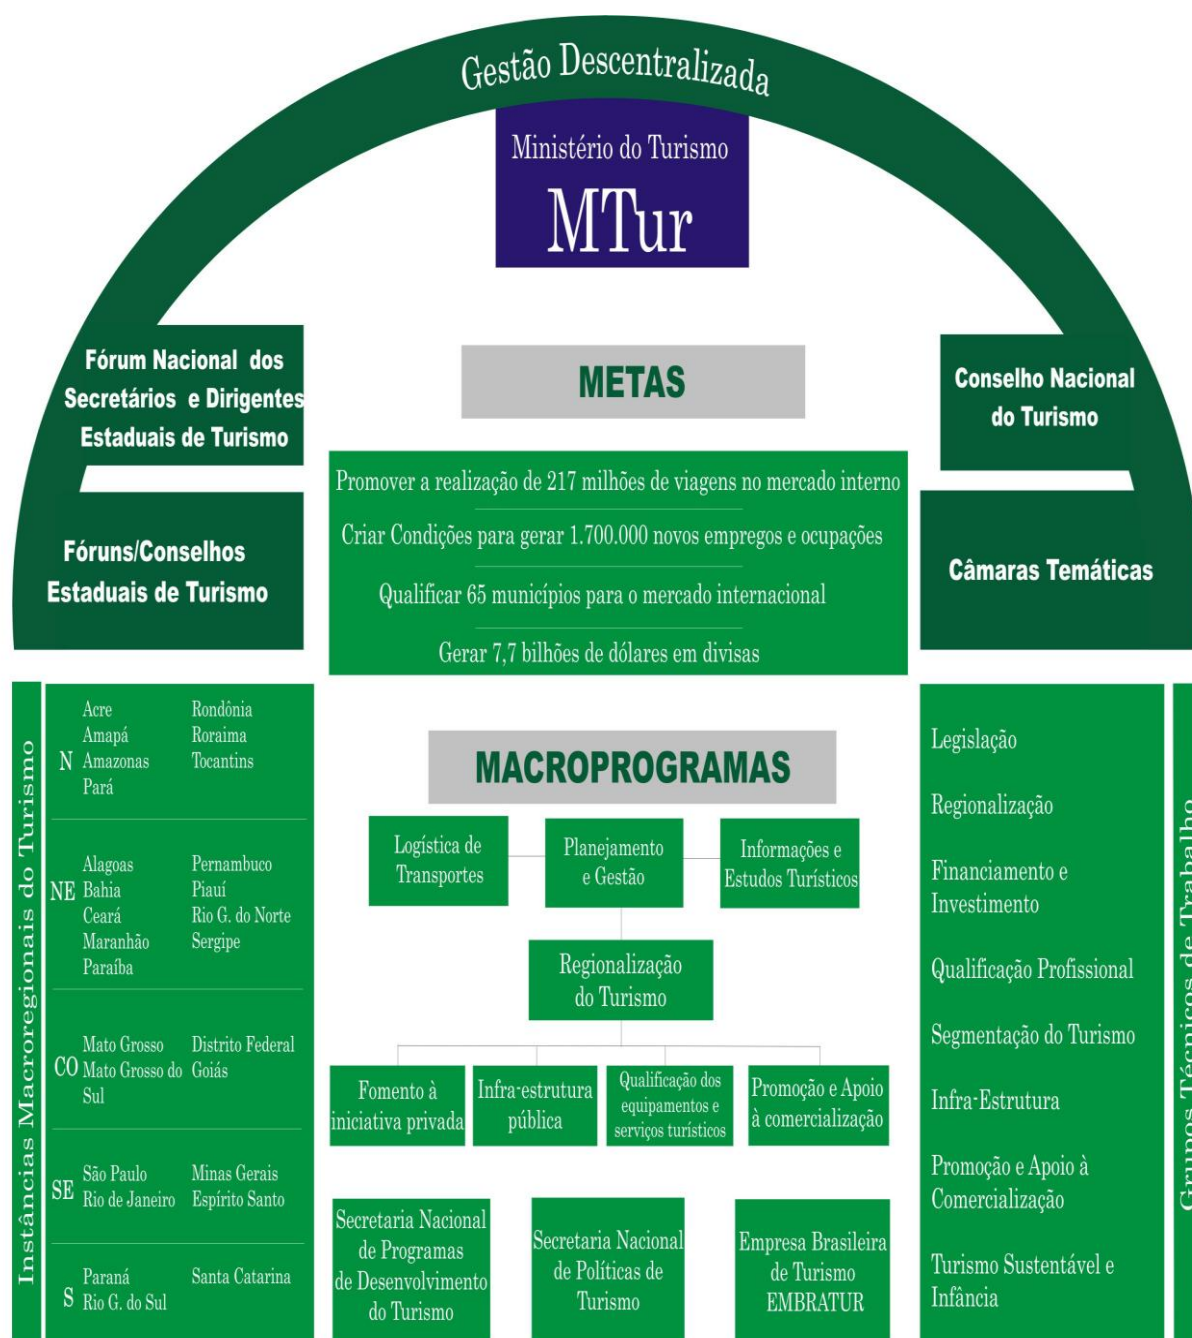 Gestão Descentralizada
Ministério do Turismo
MTur
Fórum Nacional dos
Secretários e Dirigentes
Estaduais de Turismo
Fóruns/Conselhos
Estaduais de Turismo
METAS
Promover a realização de 217 milhões de viagens no mercado interno
Criar Condições para gerar 1.700.000 novos empregos e ocupações
Qualificar 65 municípios para o mercado internacional
Gerar 7,7 bilhões de dólares em divisas
Conselho Nacional
do Turismo
Câmaras Temáticas
Instâncias Macroregionais do Turismo
N
Acre
Amapá
Amazonas
Pará
Rondônia
Roraima
Tocantins
NE
Alagoas
Bahia
Ceará
Maranhão
Paraíba
Pernambuco
Piauí
Rio G. do Norte
Sergipe
CO
Mato Grosso
Mato Grosso do
Sul
Distrito Federal
Goiás
SE
São Paulo
Rio de Janeiro
Minas Gerais
Espírito Santo
S
Paraná
Rio G. do Sul
Santa Catarina
MACROPROGRAMAS
Logística de
Transportes
Planejamento
e Gestão
Informações e
Estudos Turísticos
Regionalização
do Turismo
Fomento à
iniciativa privada
Infra-estrutura
pública
Qualificação dos
equipamentos e
serviços turísticos
Promoção e Apoio
à comercialização
Secretaria Nacional
de Programas
de Desenvolvimento
do Turismo
Secretaria Nacional
de Políticas de
Turismo
Empresa Brasileira
de Turismo
EMBRATUR
Legislação
Regionalização
Financiamento e
Investimento
Qualificação Profissional
Segmentação do Turismo
Infra-Estrutura
Promoção e Apoio à
Comercialização
Turismo Sustentável e
Infância
Grupos Técnicos de Trabalho